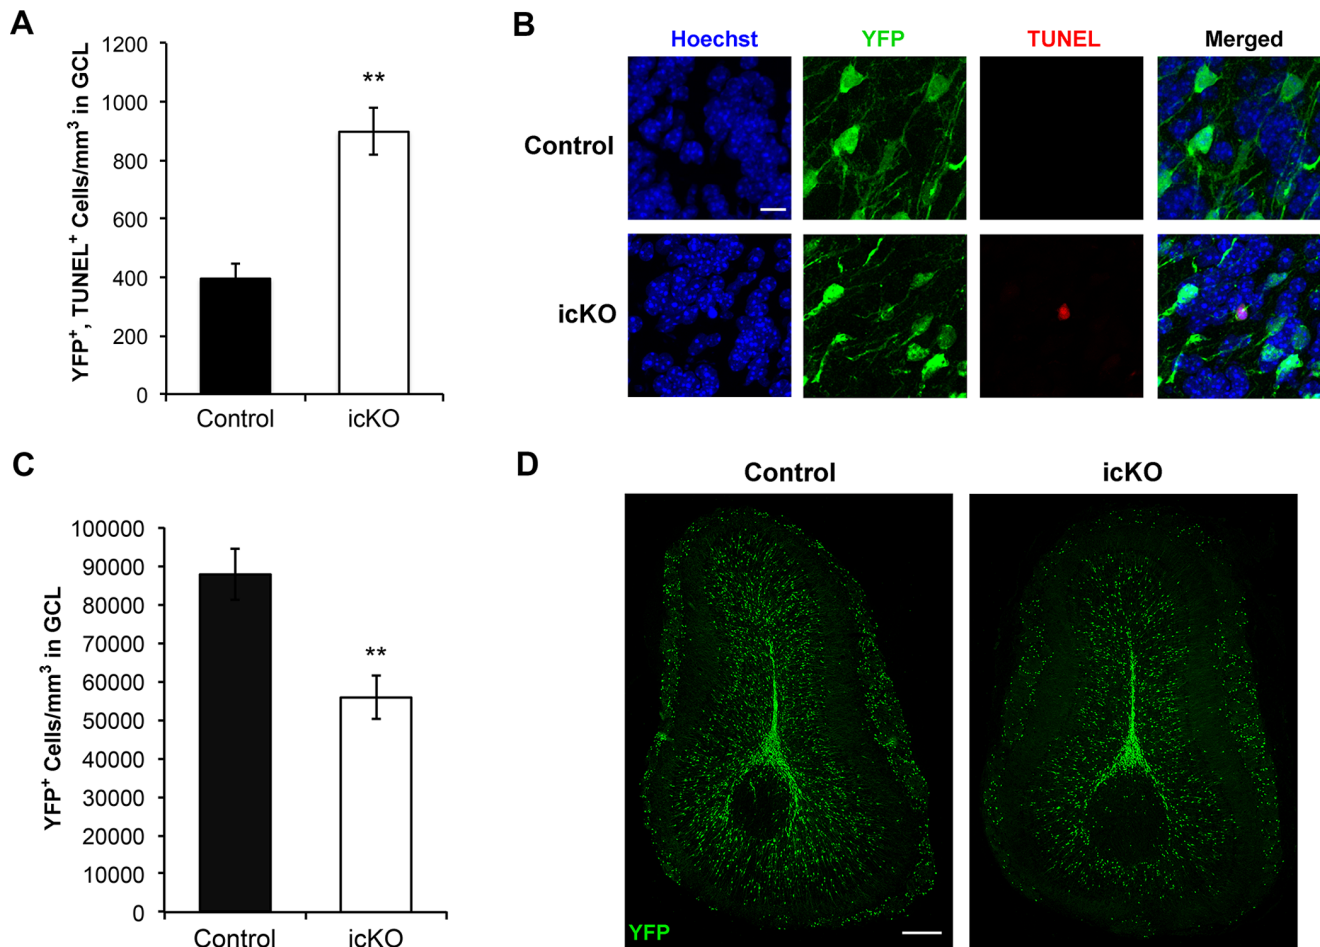 A
YFP⁺, TUNEL⁺ Cells/mm³ in GCL
1200
1000
800
600
400
200
0
**
Control
icKO
B
Hoechst
YFP
TUNEL
Merged
Control
icKO
C
YFP⁺ Cells/mm³ in GCL
100000
90000
80000
70000
60000
50000
40000
30000
20000
10000
0
**
Control
icKO
D
Control
icKO
YFP